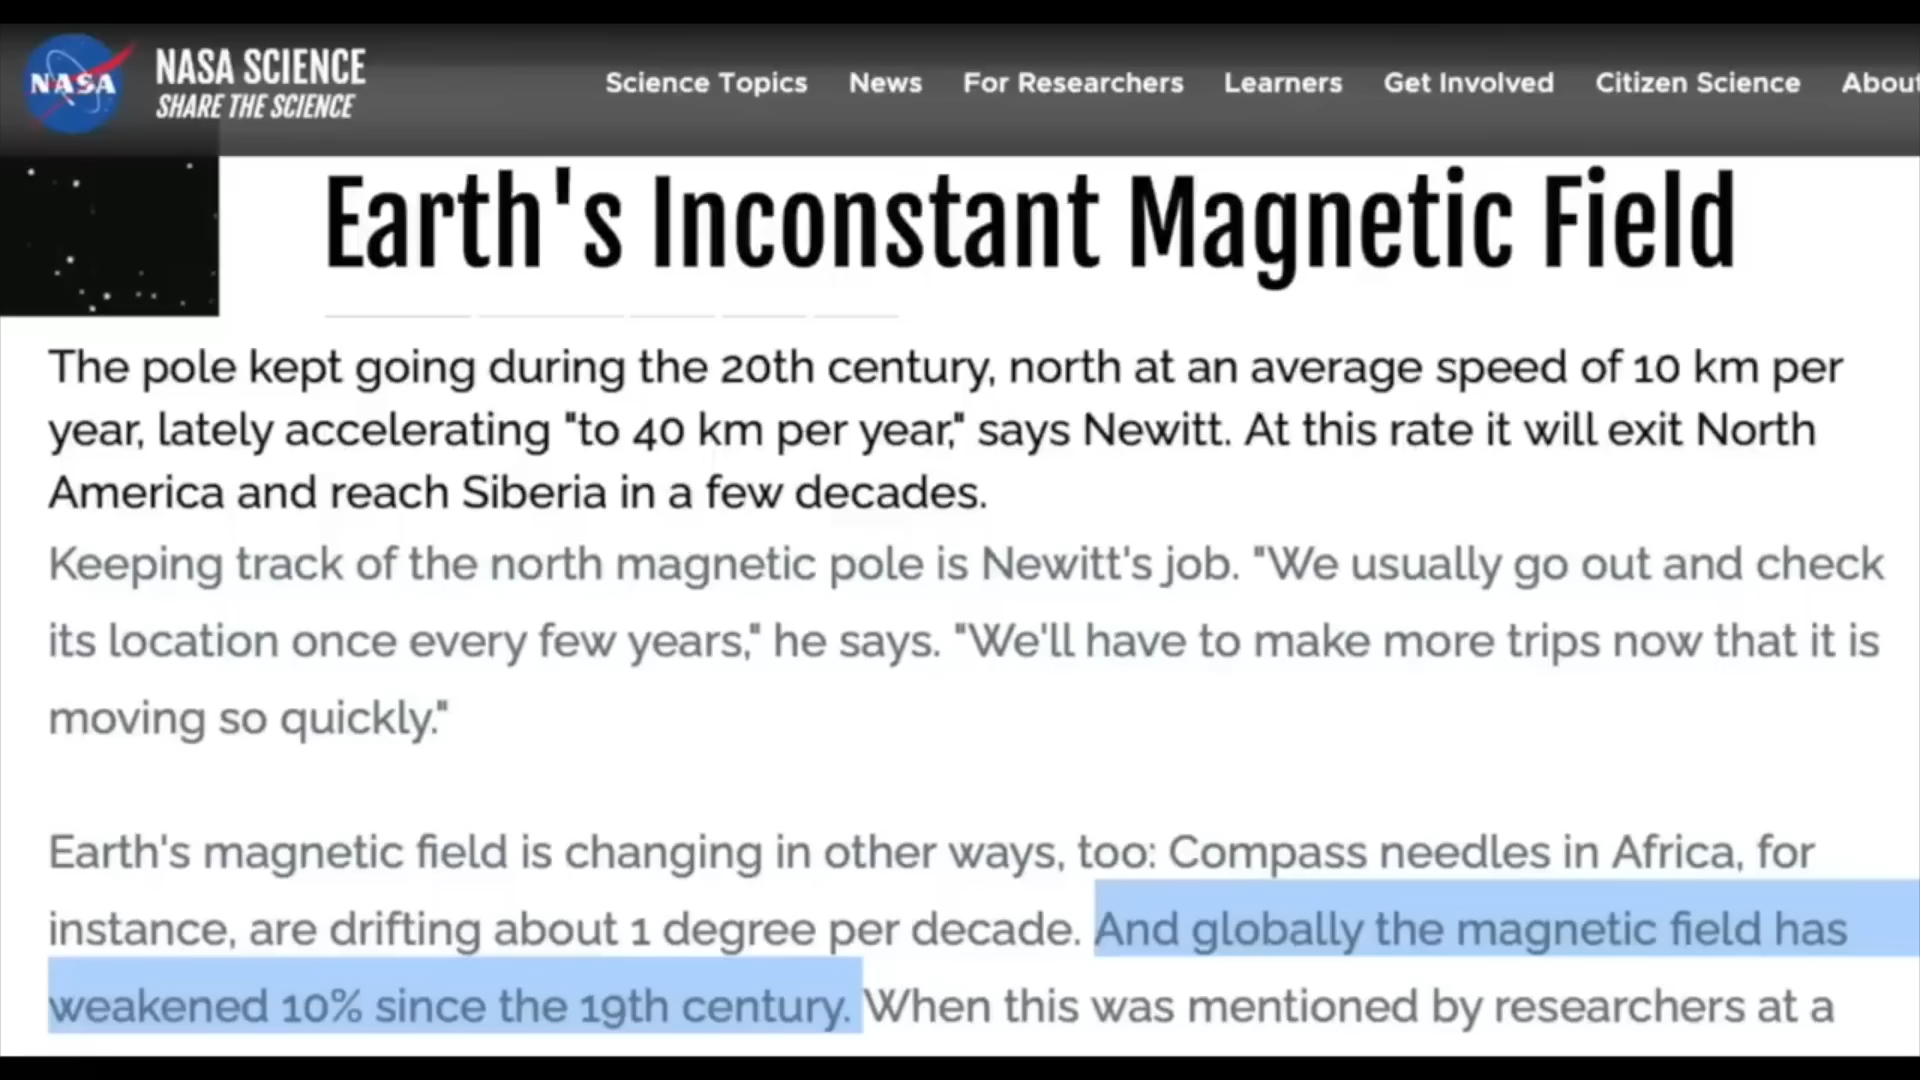 NASA
NASA SCIENCE
SHARE THE SCIENCE
Science Topics News For Researchers Learners Get Involved Citizen Science About
Earth's Inconstant Magnetic Field
The pole kept going during the 20th century, north at an average speed of 10 km per
year, lately accelerating "to 40 km per year," says Newitt. At this rate it will exit North
America and reach Siberia in a few decades.
Keeping track of the north magnetic pole is Newitt's job. "We usually go out and check
its location once every few years," he says. "We'll have to make more trips now that it is
moving so quickly."
Earth's magnetic field is changing in other ways, too: Compass needles in Africa, for
instance, are drifting about 1 degree per decade. And globally the magnetic field has
weakened 10% since the 19th century. When this was mentioned by researchers at a